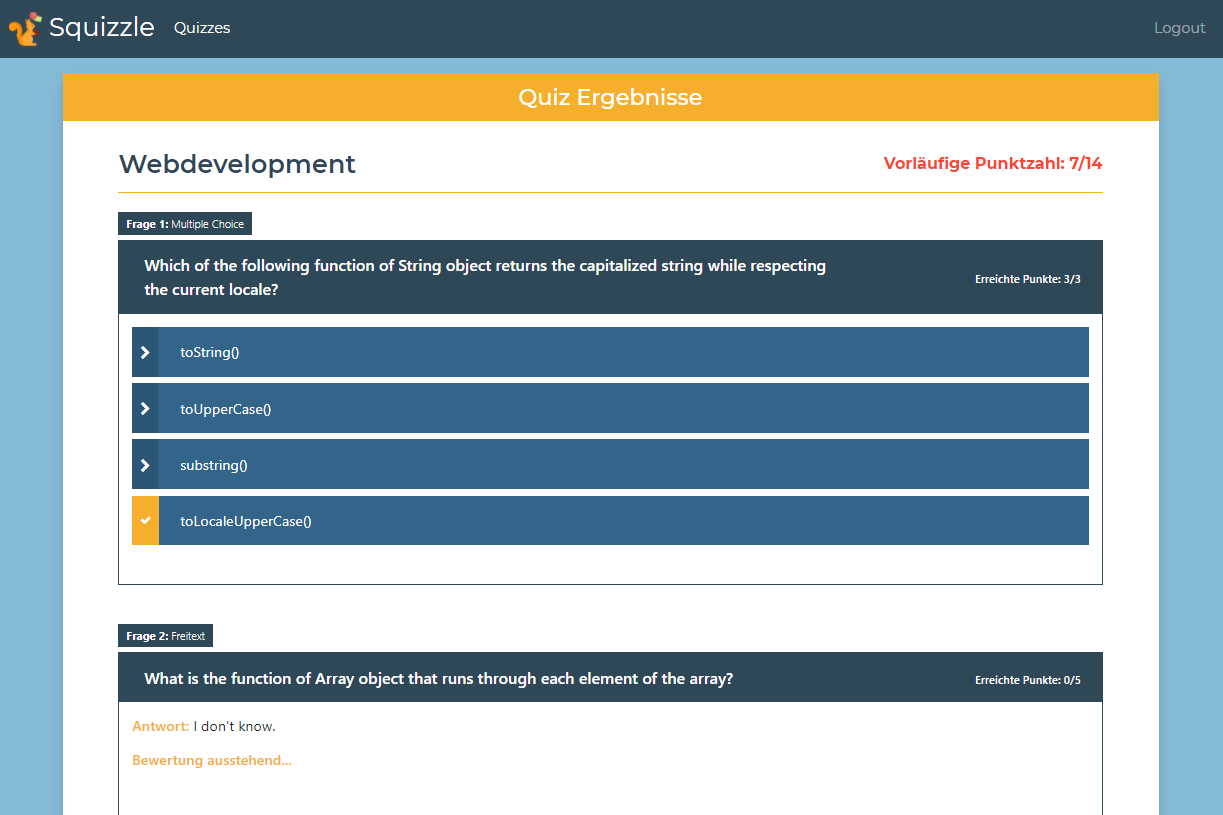 Squizzle Quizzes Logout
Quiz Ergebnisse
Webdevelopment
Vorläufige Punktzahl: 7/14
Frage 1: Multiple Choice
Which of the following function of String object returns the capitalized string while respecting
the current locale?
Erreichte Punkte: 3/3
toString()
toUpperCase()
substring()
toLocaleUpperCase()
Frage 2: Freitext
What is the function of Array object that runs through each element of the array?
Erreichte Punkte: 0/5
Antwort: I don't know.
Bewertung ausstehend...